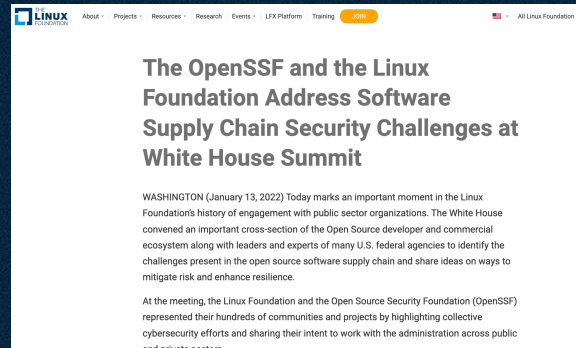 THE
LINUX
FOUNDATION
About
Projects
Resources
Research
Events
LFX Platform
Training
JOIN
All Linux Foundation
The OpenSSF and the Linux
Foundation Address Software
Supply Chain Security Challenges at
White House Summit
WASHINGTON (January 13, 2022) Today marks an important moment in the Linux
Foundation's history of engagement with public sector organizations. The White House
convened an important cross-section of the Open Source developer and commercial
ecosystem along with leaders and experts of many U.S. federal agencies to identify the
challenges present in the open source software supply chain and share ideas on ways to
mitigate risk and enhance resilience.
At the meeting, the Linux Foundation and the Open Source Security Foundation (OpenSSF)
represented their hundreds of communities and projects by highlighting collective
cybersecurity efforts and sharing their intent to work with the administration across public
and private sectors.